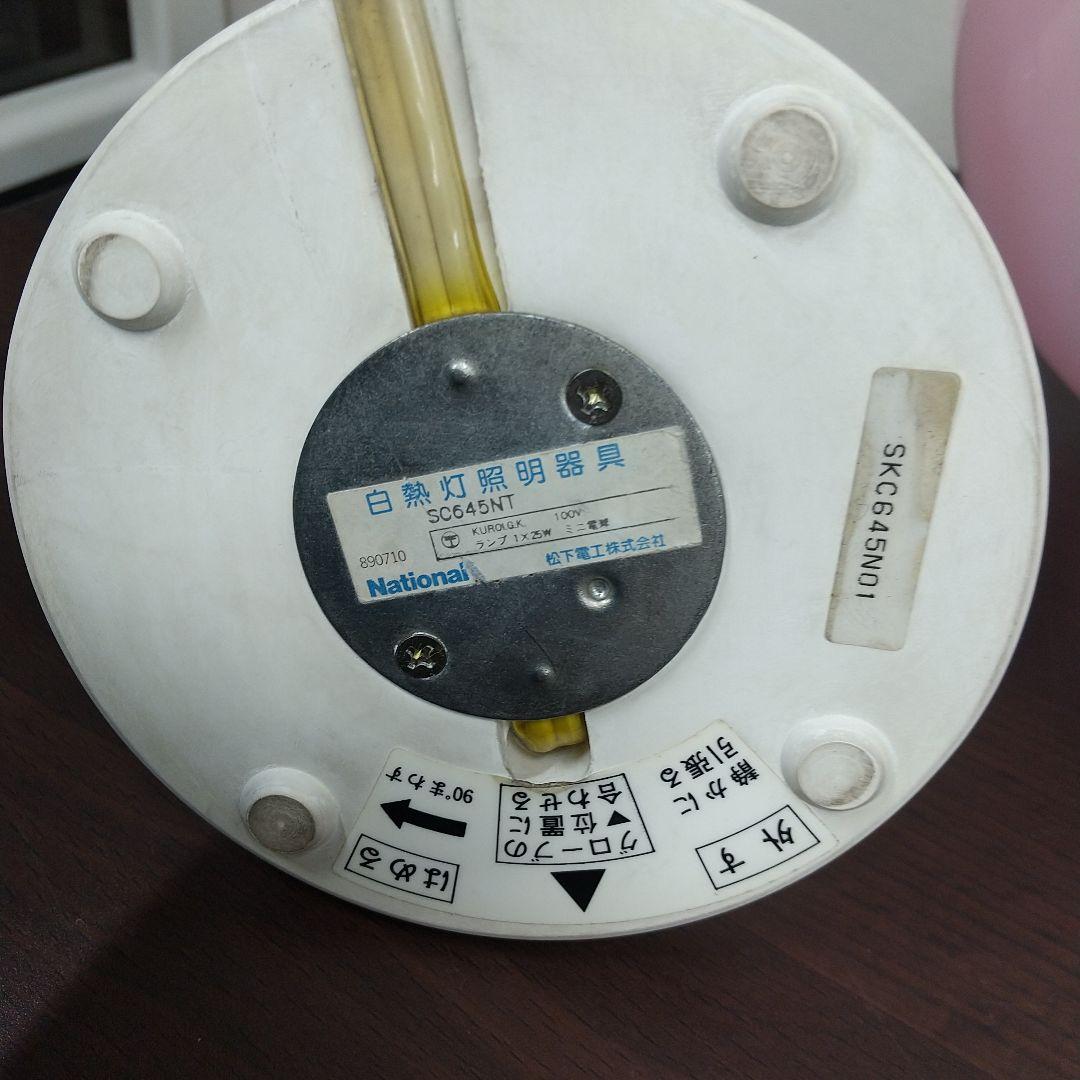 白熱灯照明器具
SC645NT
〒 KUROI.G.K. 100V
ランプ 1×25W ミニ電球
890710
National
松下電工株式会社
SKC645N01
外す
静かに
引張る
グローブの
▼位置に
合わせる
はめる
90°まわす